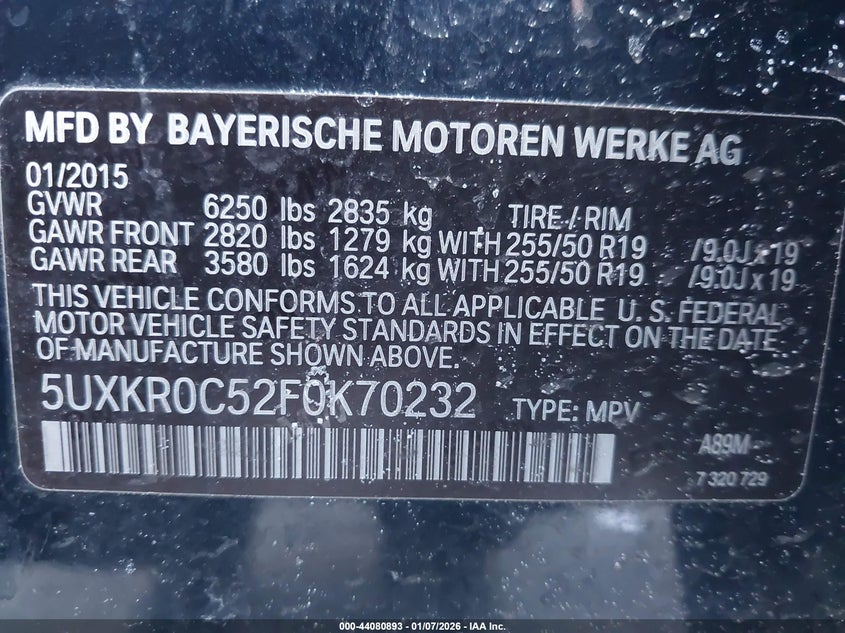 MFD BY BAYERISCHE MOTOREN WERKE AG
01/2015
GVWR 6250 lbs 2835 kg TIRE / RIM
GAWR FRONT 2820 lbs 1279 kg WITH 255/50 R19 /9.0J x 19
GAWR REAR 3580 lbs 1624 kg WITH 255/50 R19 /9.0J x 19
THIS VEHICLE CONFORMS TO ALL APPLICABLE U. S. FEDERAL
MOTOR VEHICLE SAFETY STANDARDS IN EFFECT ON THE DATE
OF MANUFACTURE SHOWN ABOVE.
5UXKR0C52F0K70232 TYPE: MPV
A89M
7 320 729
000-44080893 - 01/07/2026 - IAA Inc.